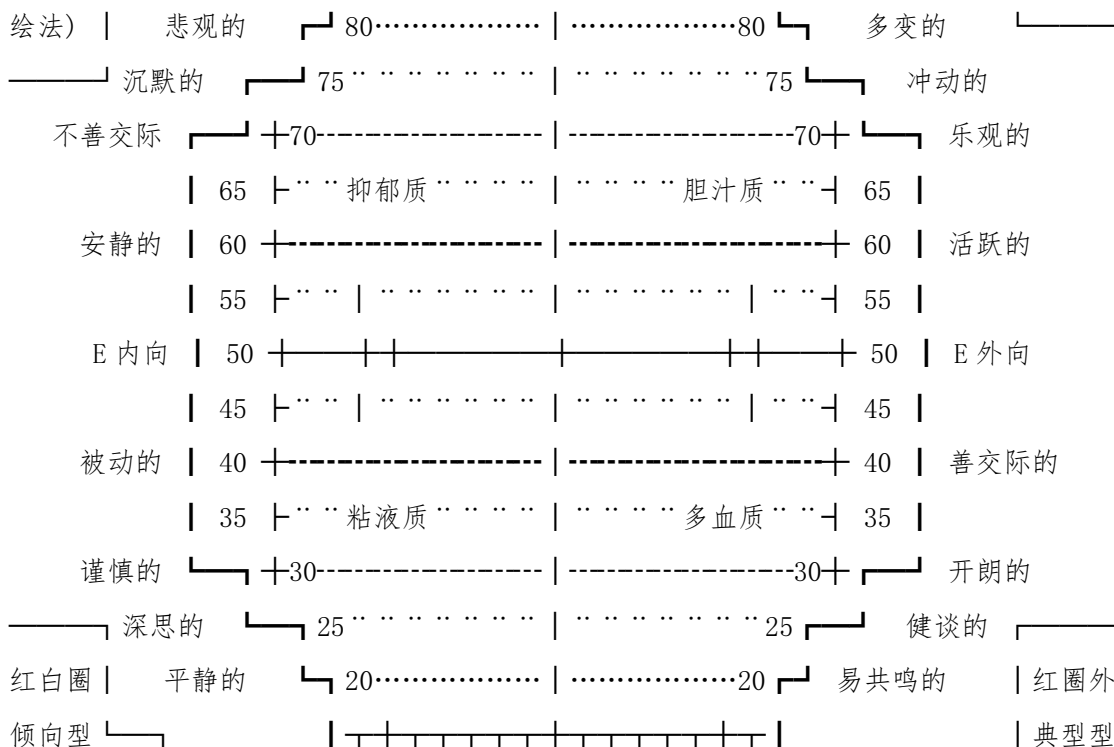 绘法) 悲观的 80 80 多变的
沉默的 75 75 冲动的
不善交际 70 70 乐观的
65 抑郁质 胆汁质 65
安静的 60 60 活跃的
55 55
E 内向 50 50 E 外向
45 45
被动的 40 40 善交际的
35 粘液质 多血质 35
谨慎的 30 30 开朗的
深思的 25 25 健谈的
红白圈 平静的 20 20 易共鸣的 红圈外
倾向型 典型型